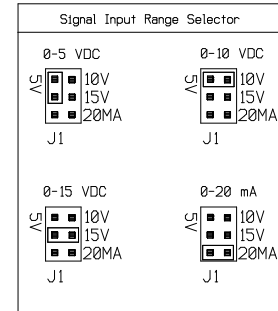 Signal Input Range Selector
0-5 VDC
5V
10V
15V
20MA
J1
0-10 VDC
5V
10V
15V
20MA
J1
0-15 VDC
5V
10V
15V
20MA
J1
0-20 mA
5V
10V
15V
20MA
J1